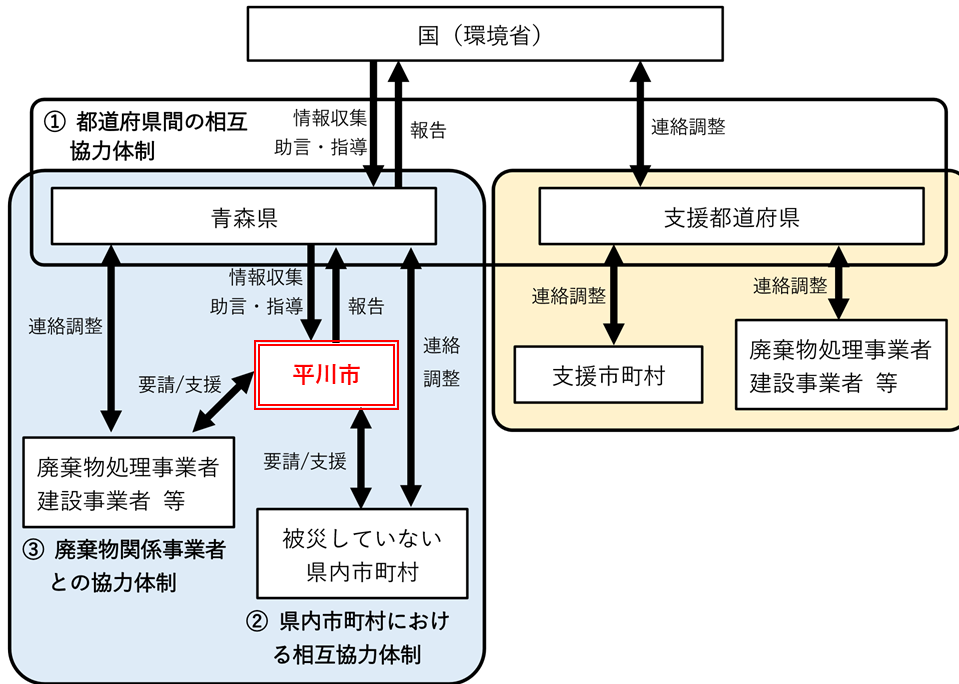 国（環境省）
① 都道府県間の相互
協力体制
情報収集
助言・指導
報告
連絡調整
青森県
支援都道府県
情報収集
助言・指導
報告
連絡調整
連絡
調整
連絡調整
連絡調整
平川市
要請/支援
支援市町村
廃棄物処理事業者
建設事業者 等
廃棄物処理事業者
建設事業者 等
要請/支援
被災していない
県内市町村
③ 廃棄物関係事業者
との協力体制
② 県内市町村におけ
る相互協力体制